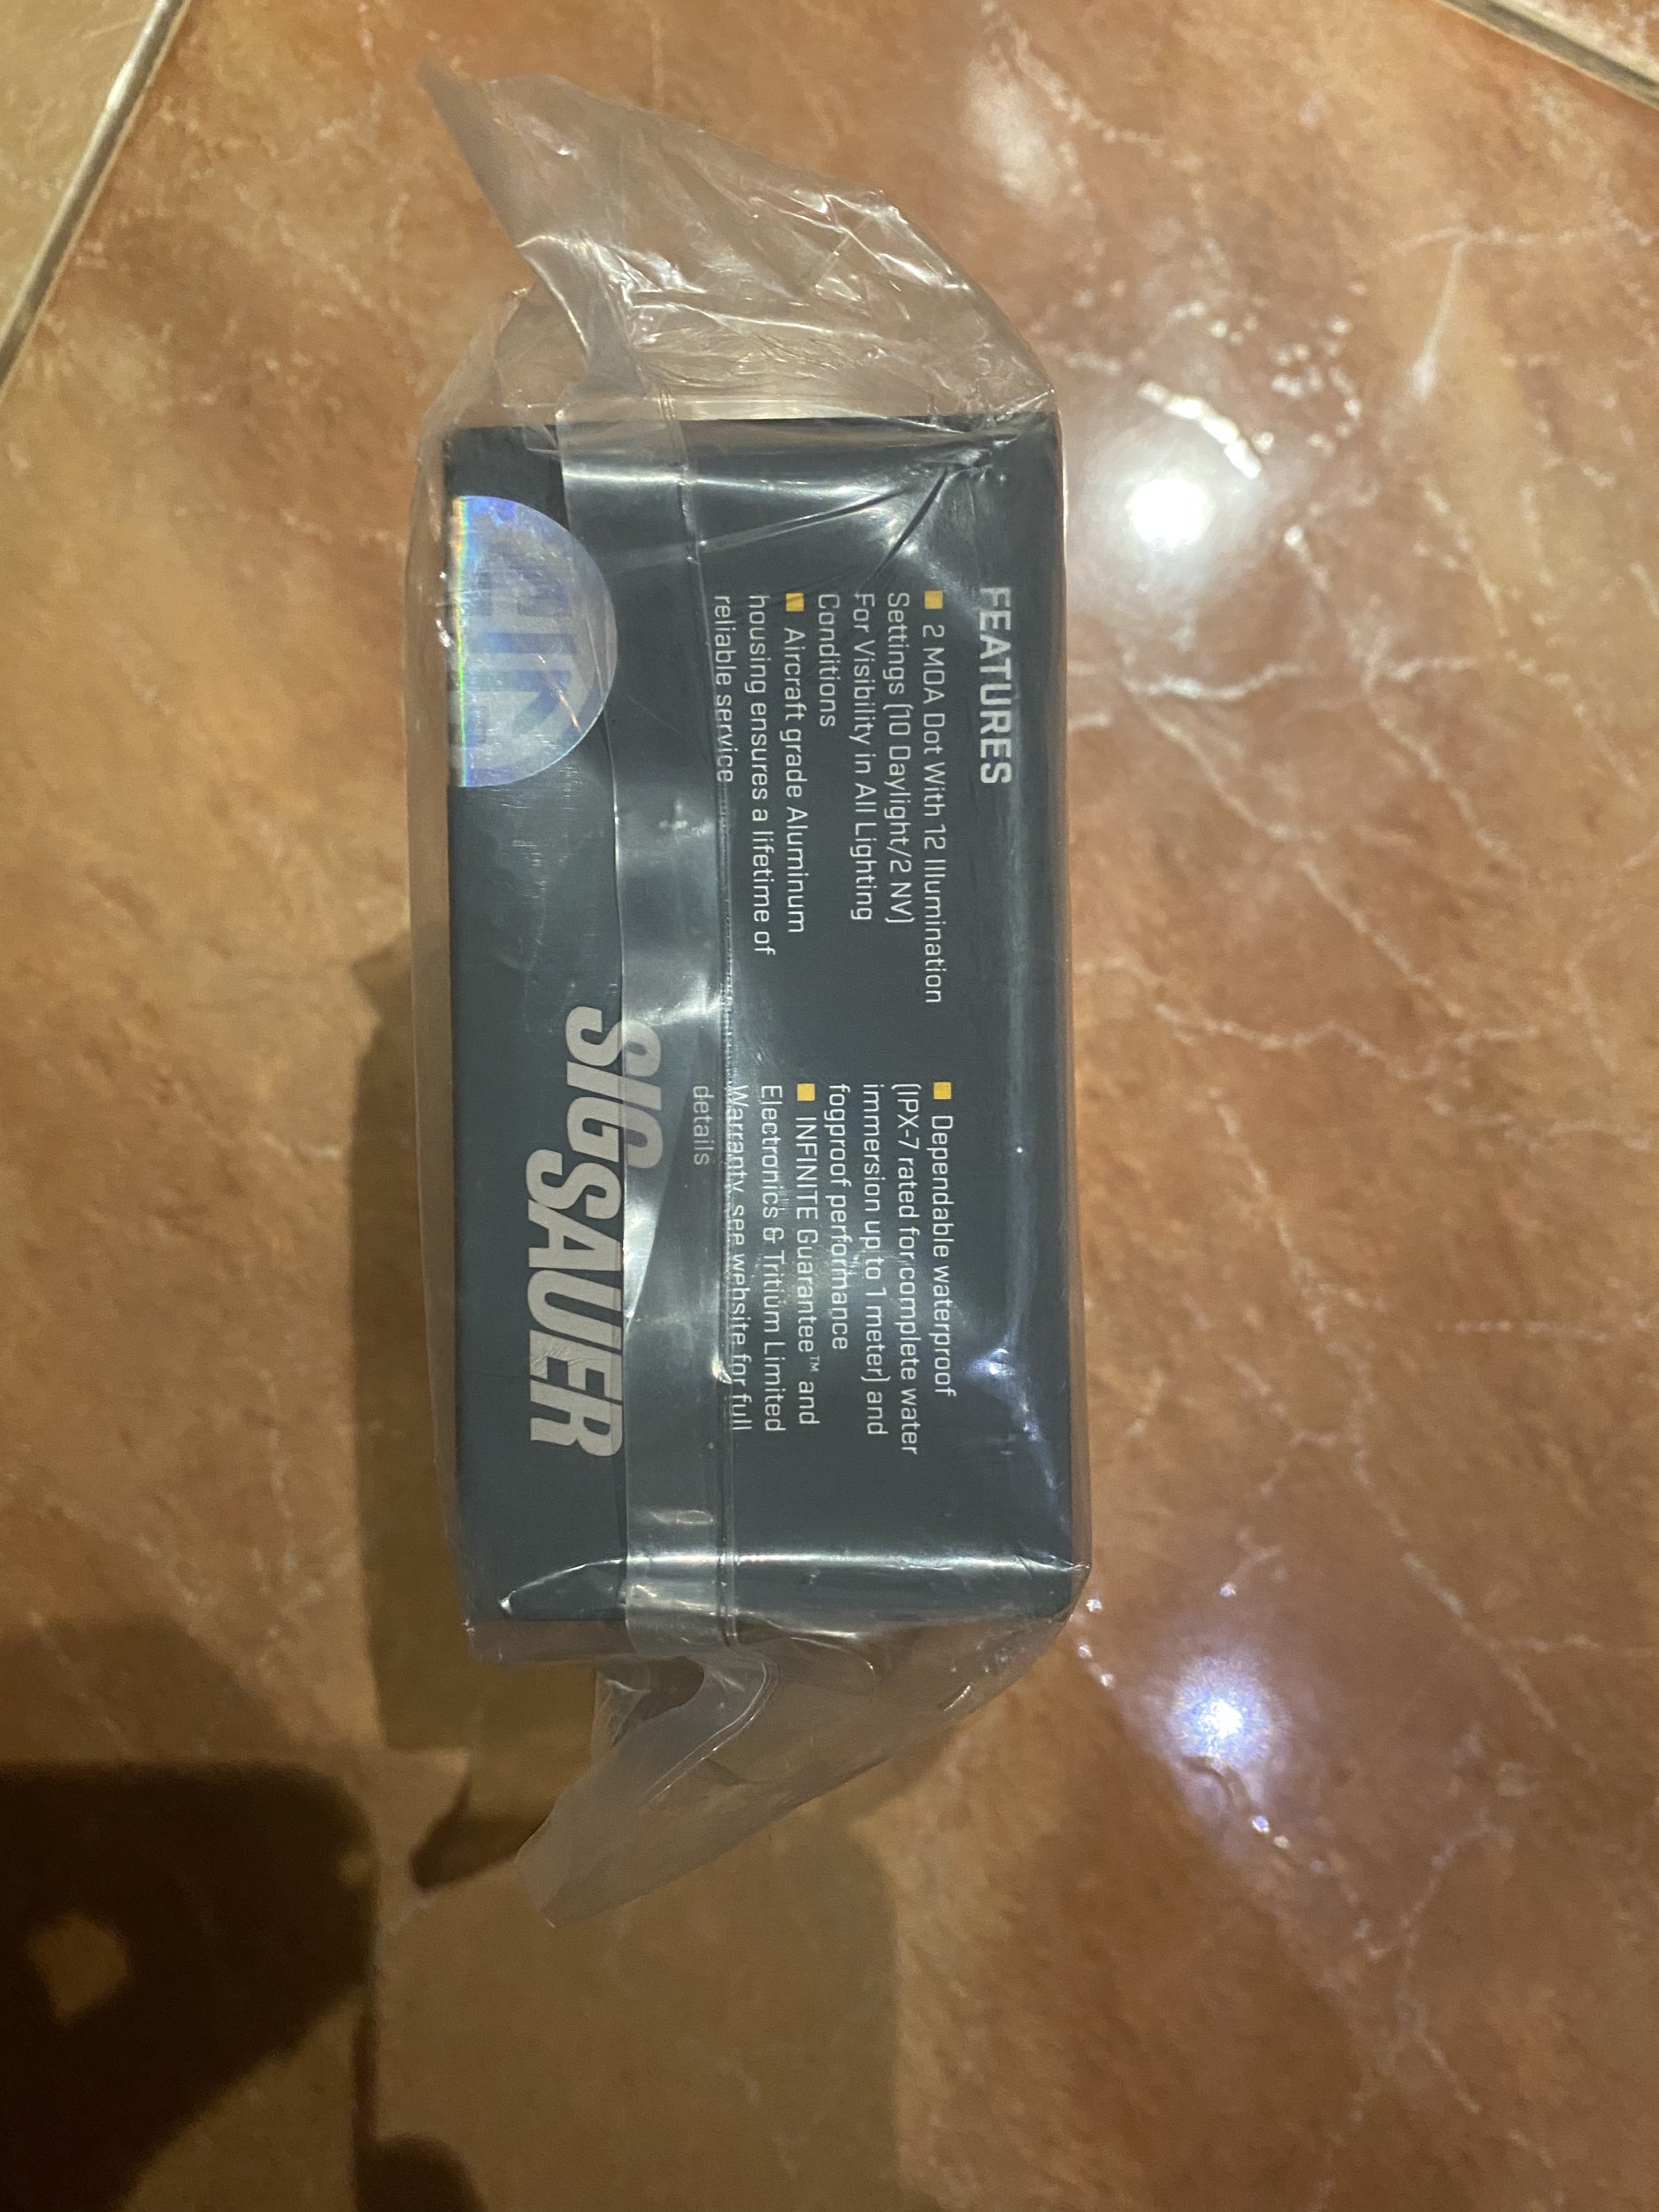 FEATURES
2 MOA Dot With 12 Illumination
Settings (10 Daylight/2 NV)
For Visibility in All Lighting
Conditions
Aircraft grade Aluminum
housing ensures a lifetime of
reliable service
Dependable waterproof
(IPX-7 rated for complete water
immersion up to 1 meter) and
fogproof performance
INFINITE Guarantee™ and
Electronics & Tritium Limited
Warranty see website for full
details
SIG SAUER